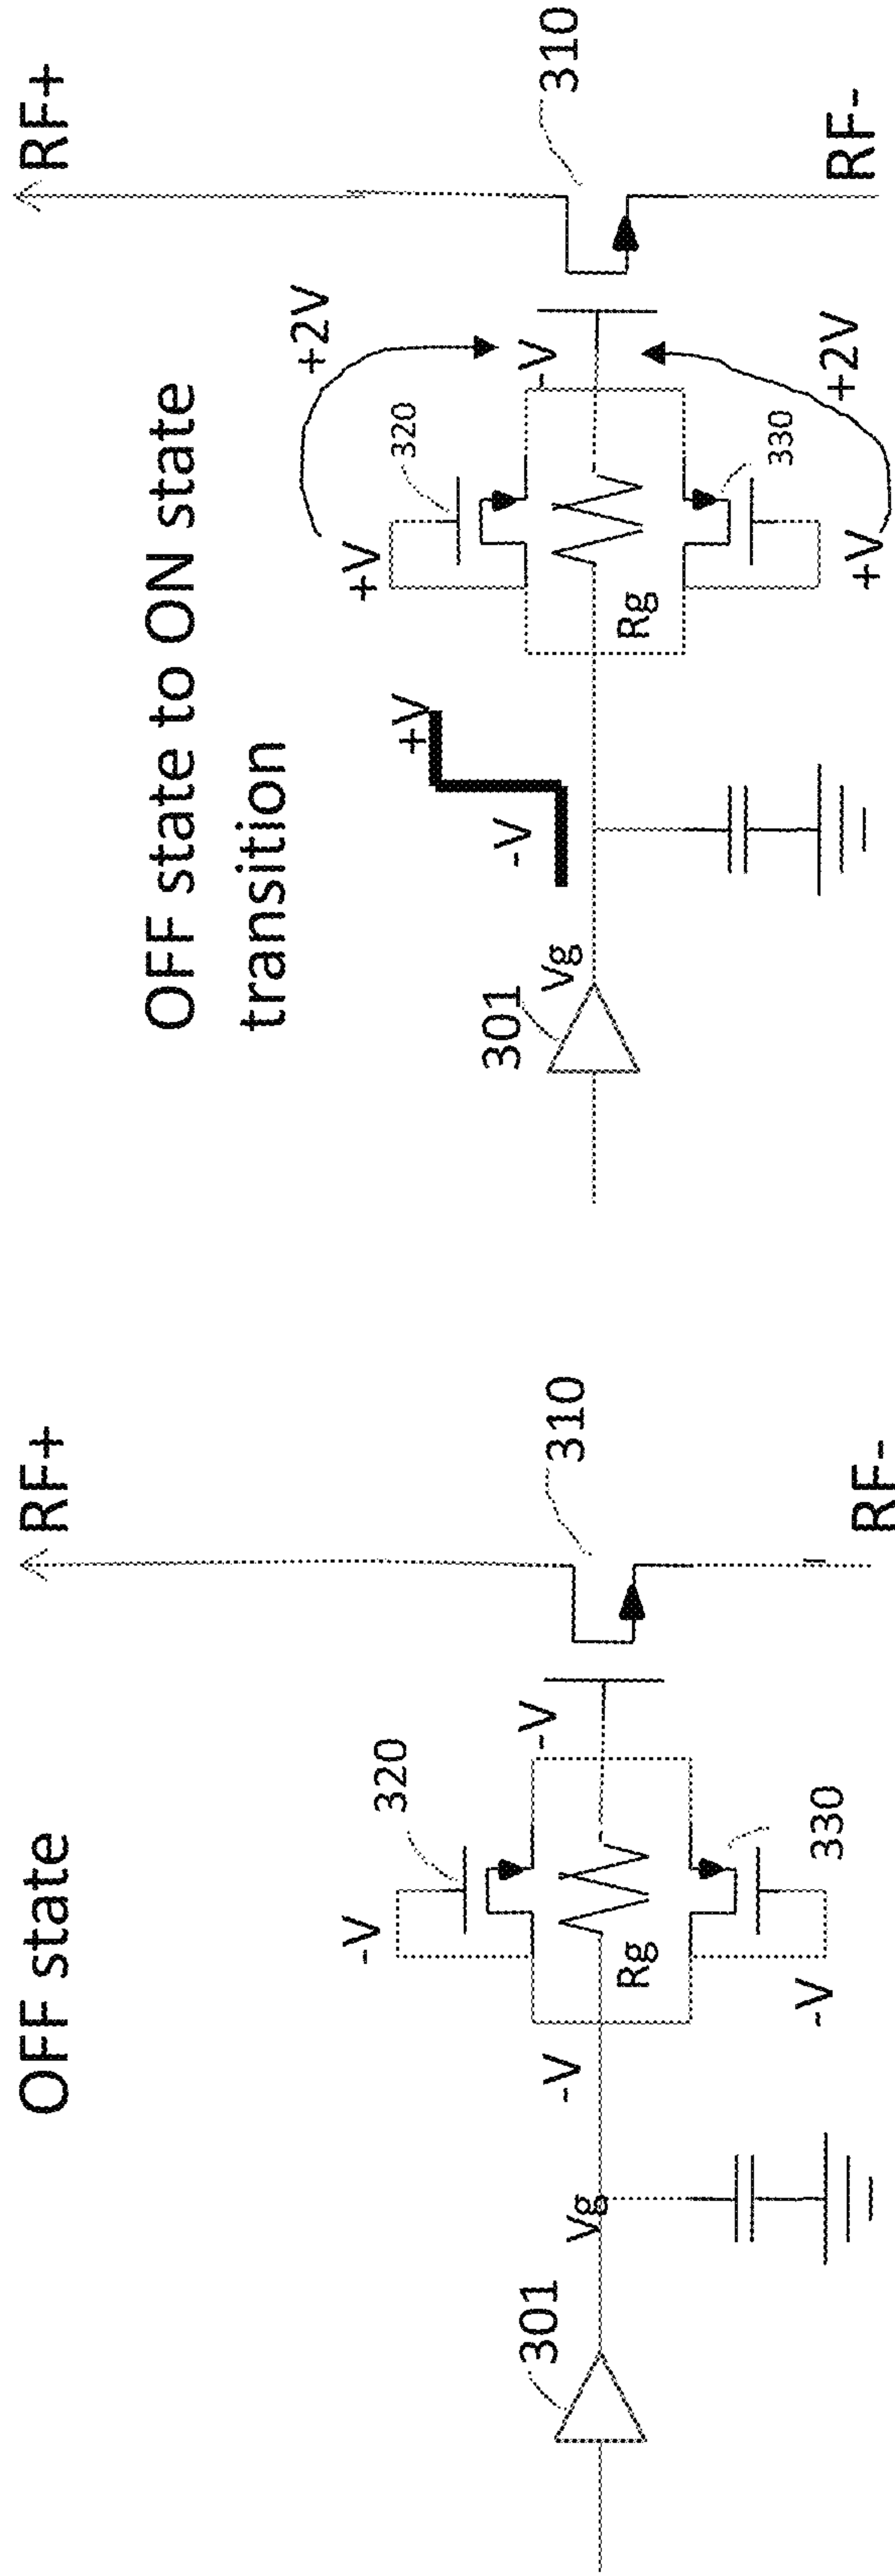 OFF state
RF+
301
Vg
-V
-V
320
Rg
-V
330
-V
310
RF-
OFF state to ON state
transition
RF+
301
Vg
-V
+V
+V
320
+2V
Rg
-V
+V
330
+2V
310
RF-